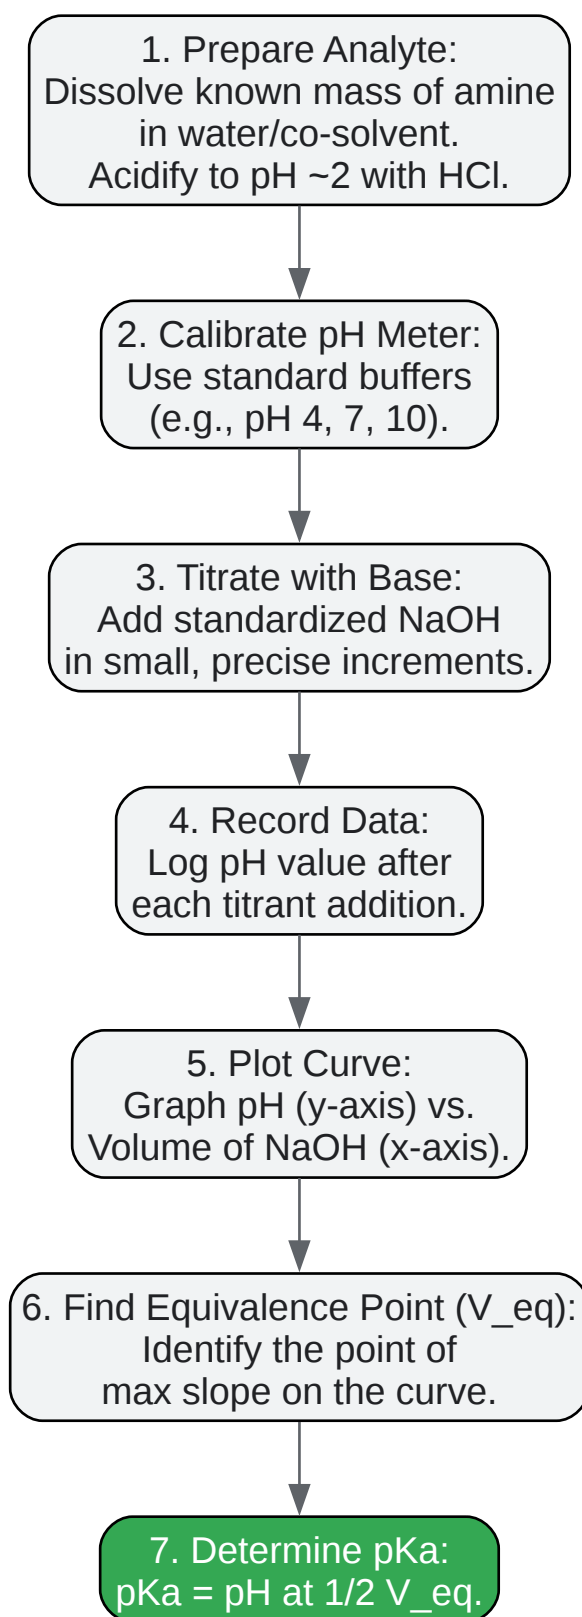 1. Prepare Analyte:
Dissolve known mass of amine
in water/co-solvent.
Acidify to pH ~2 with HCl.
2. Calibrate pH Meter:
Use standard buffers
(e.g., pH 4, 7, 10).
3. Titrate with Base:
Add standardized NaOH
in small, precise increments.
4. Record Data:
Log pH value after
each titrant addition.
5. Plot Curve:
Graph pH (y-axis) vs.
Volume of NaOH (x-axis).
6. Find Equivalence Point (V_eq):
Identify the point of
max slope on the curve.
7. Determine pKa:
pKa = pH at 1/2 V_eq.